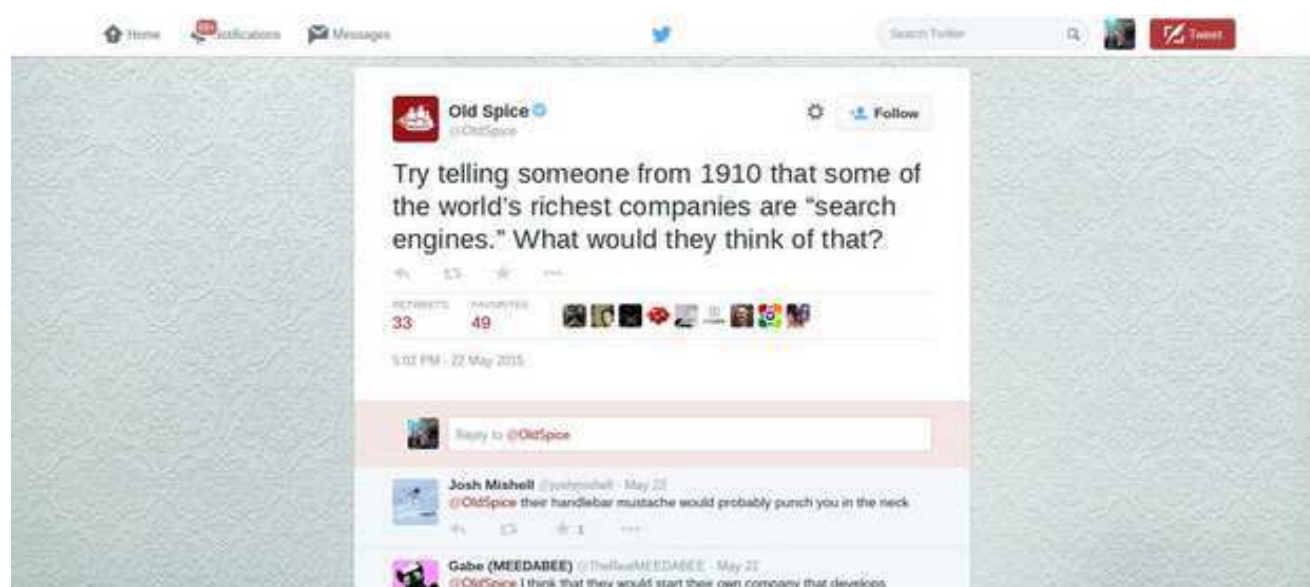 Home Notifications Messages Search Twitter Tweet
Old Spice
@OldSpice
Follow
Try telling someone from 1910 that some of
the world's richest companies are “search
engines.” What would they think of that?
RETWEETS FAVORITES
33 49
5:02 PM - 22 May 2015
Reply to @OldSpice
Josh Mishell @joshmishell · May 22
@OldSpice their handlebar mustache would probably punch you in the neck
1
Gabe (MEEDABEE) @TheRealMEEDABEE · May 22
@OldSpice I think that they would start their own company that develops